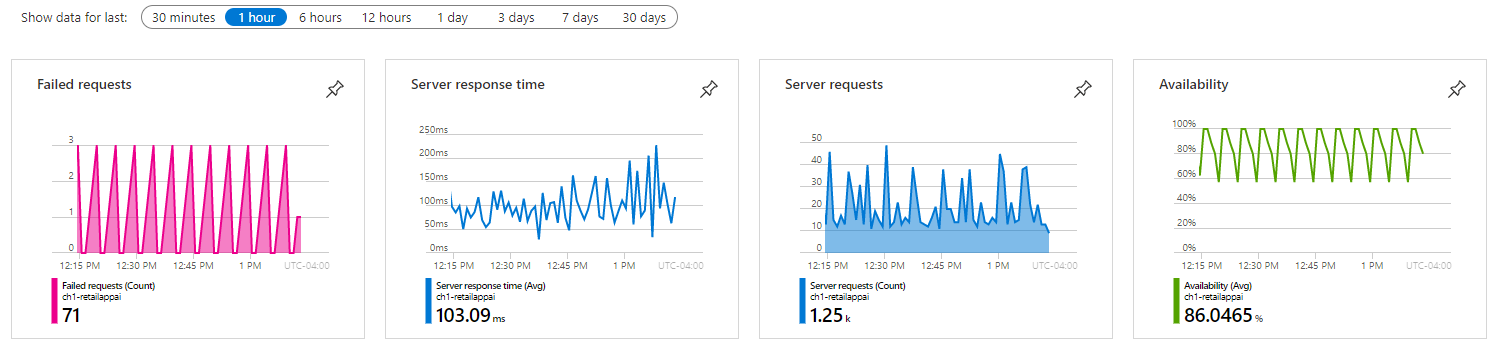 Show data for last: 30 minutes 1 hour 6 hours 12 hours 1 day 3 days 7 days 30 days
Failed requests
3
2
1
0
12:15 PM 12:30 PM 12:45 PM 1 PM UTC-04:00
Failed requests (Count)
ch1-retailappai
71
Server response time
250ms
200ms
150ms
100ms
50ms
0ms
12:15 PM 12:30 PM 12:45 PM 1 PM UTC-04:00
Server response time (Avg)
ch1-retailappai
103.09 ms
Server requests
50
40
30
20
10
0
12:15 PM 12:30 PM 12:45 PM 1 PM UTC-04:00
Server requests (Count)
ch1-retailappai
1.25 k
Availability
100%
80%
60%
40%
20%
0%
12:15 PM 12:30 PM 12:45 PM 1 PM UTC-04:00
Availability (Avg)
ch1-retailappai
86.0465 %